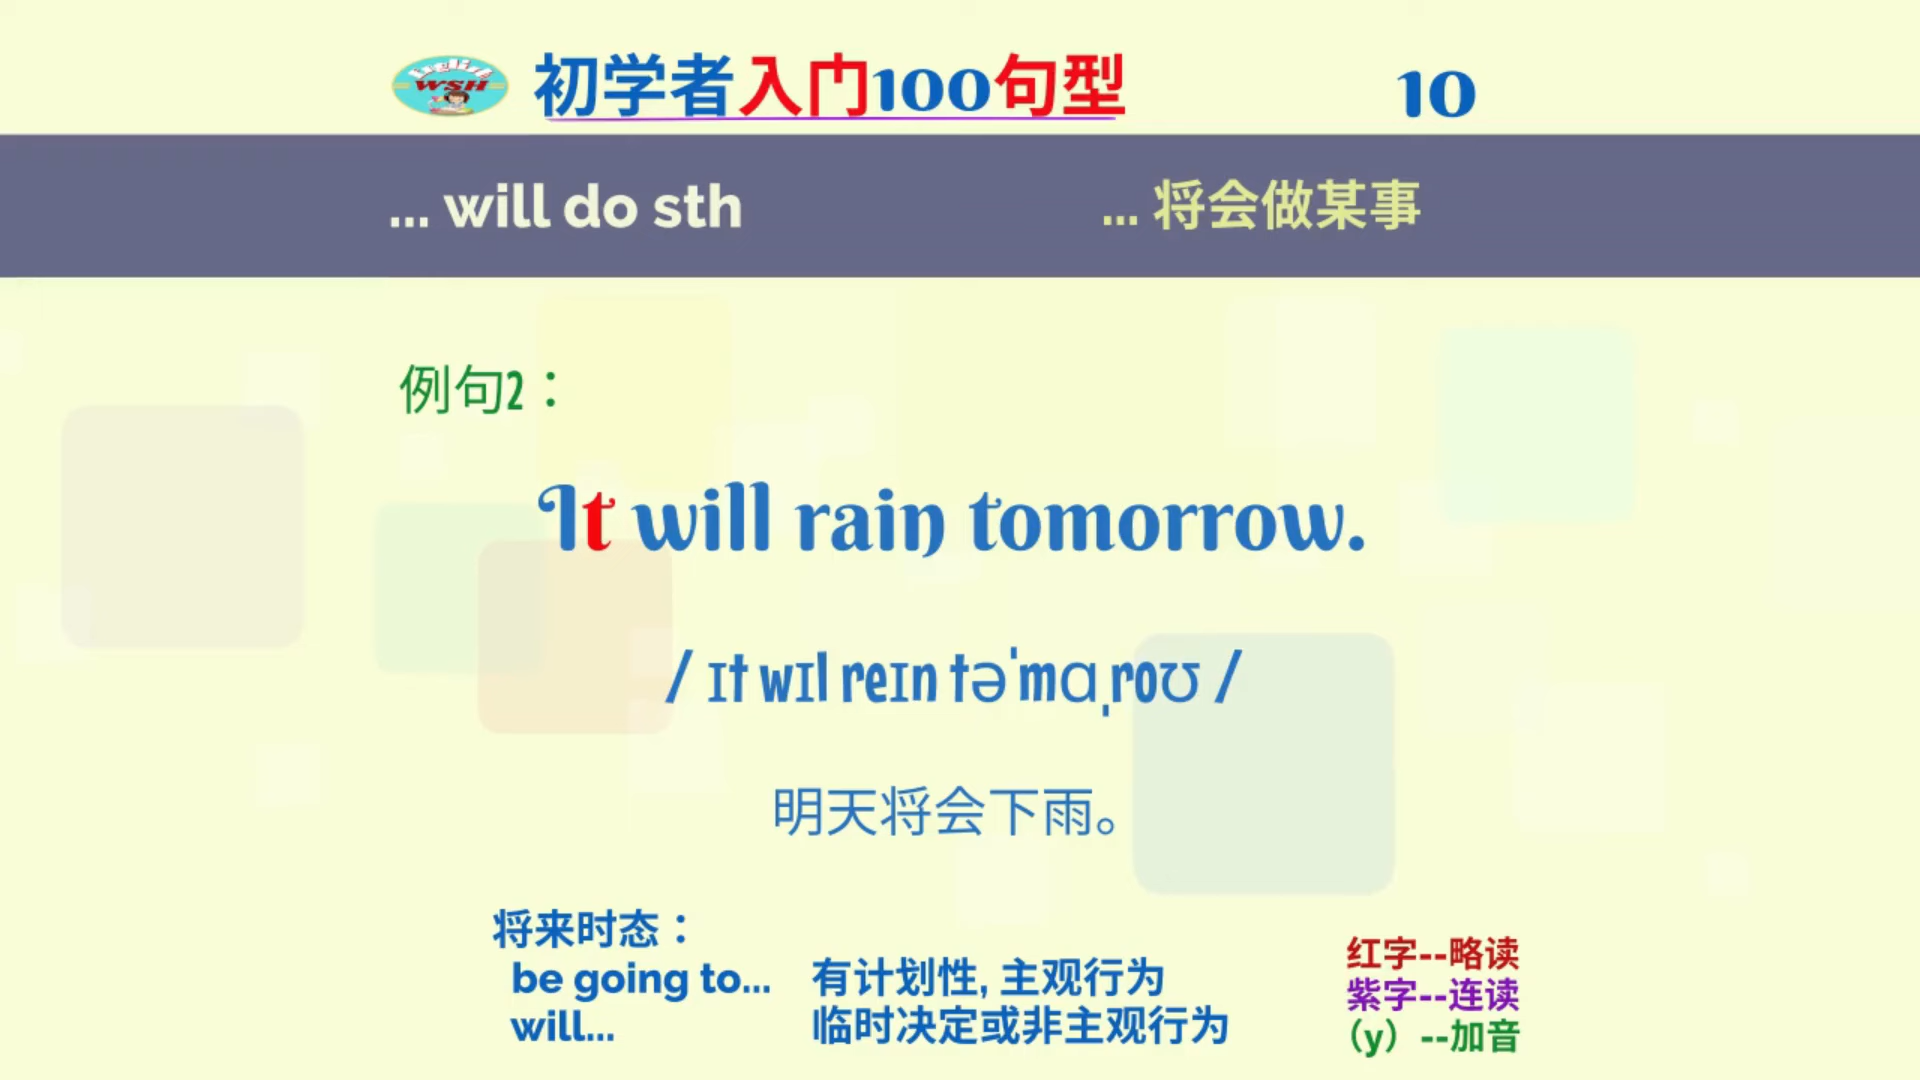 English
WSH
初学者入门100句型
10
... will do sth
... 将会做某事
例句2：
It will rain tomorrow.
/ ɪt wɪl reɪn təˈmɑˌroʊ /
明天将会下雨。
将来时态：
be going to... 有计划性, 主观行为
will... 临时决定或非主观行为
红字--略读
紫字--连读
（y）--加音